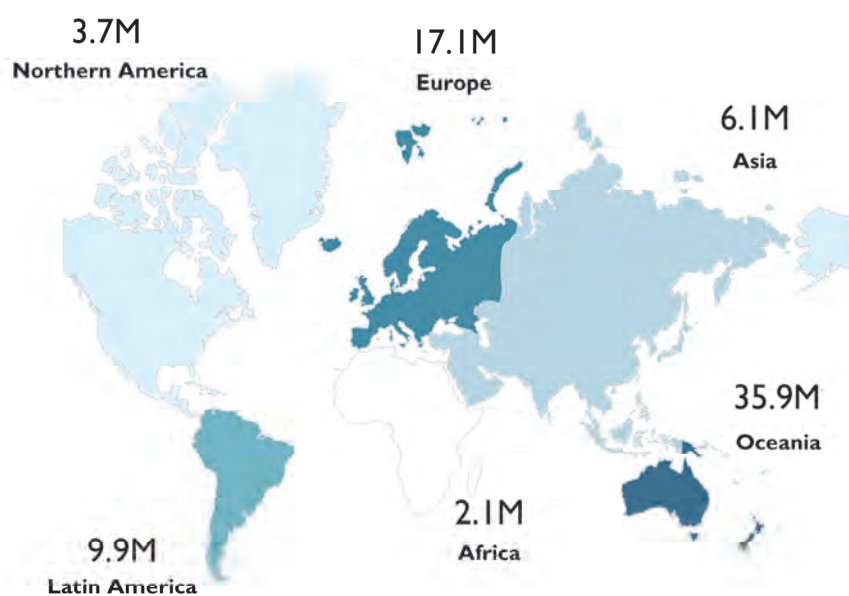 3.7M
Northern America
17.1M
Europe
6.1M
Asia
35.9M
Oceania
2.1M
Africa
9.9M
Latin America